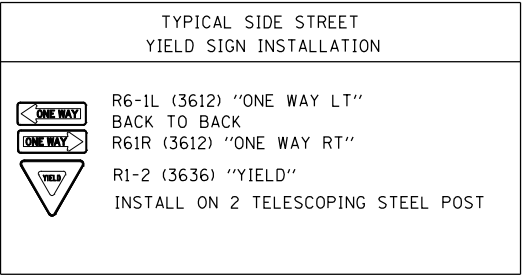 TYPICAL SIDE STREET
YIELD SIGN INSTALLATION
ONE WAY
R6-1L (3612) "ONE WAY LT"
BACK TO BACK
ONE WAY
R61R (3612) "ONE WAY RT"
YIELD
R1-2 (3636) "YIELD"
INSTALL ON 2 TELESCOPING STEEL POST